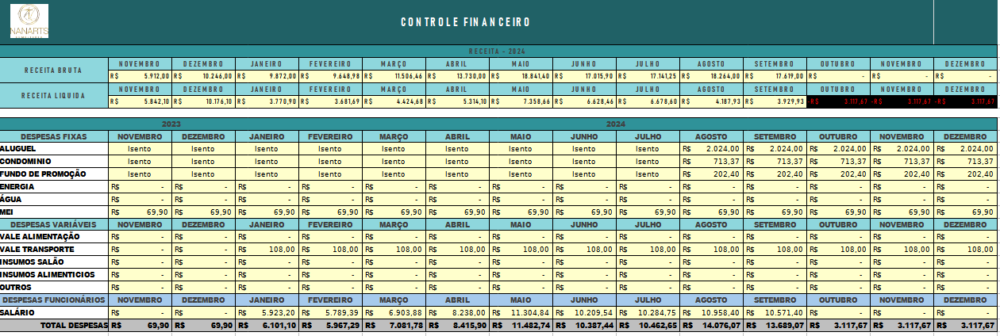 NANARTS
CONTROLE FINANCEIRO
RECEITA - 2024
RECEITA BRUTA NOVEMBRO DEZEMBRO JANEIRO FEVEREIRO MARÇO ABRIL MAIO JUNHO JULHO AGOSTO SETEMBRO OUTUBRO NOVEMBRO DEZEMBRO
R$ 5.912,00 R$ 10.246,00 R$ 9.872,00 R$ 9.648,98 R$ 11.506,46 R$ 13.730,00 R$ 18.841,40 R$ 17.015,90 R$ 17.141,25 R$ 18.264,00 R$ 17.619,00 R$ - R$ - R$ -
RECEITA LIQUIDA NOVEMBRO DEZEMBRO JANEIRO FEVEREIRO MARÇO ABRIL MAIO JUNHO JULHO AGOSTO SETEMBRO OUTUBRO NOVEMBRO DEZEMBRO
R$ 5.842,10 R$ 10.176,10 R$ 3.770,90 R$ 3.681,69 R$ 4.424,68 R$ 5.314,10 R$ 7.358,66 R$ 6.628,46 R$ 6.678,60 R$ 4.187,93 R$ 3.929,93 -R$ 3.117,67 -R$ 3.117,67 -R$ 3.117,67
2023 2024
DESPESAS FIXAS NOVEMBRO DEZEMBRO JANEIRO FEVEREIRO MARÇO ABRIL MAIO JUNHO JULHO AGOSTO SETEMBRO OUTUBRO NOVEMBRO DEZEMBRO
ALUGUEL Isento Isento Isento Isento Isento Isento Isento Isento Isento R$ 2.024,00 R$ 2.024,00 R$ 2.024,00 R$ 2.024,00 R$ 2.024,00
CONDOMINIO Isento Isento Isento Isento Isento Isento Isento Isento Isento R$ 713,37 R$ 713,37 R$ 713,37 R$ 713,37 R$ 713,37
FUNDO DE PROMOÇÃO Isento Isento Isento Isento Isento Isento Isento Isento Isento R$ 202,40 R$ 202,40 R$ 202,40 R$ 202,40 R$ 202,40
ENERGIA R$ - R$ - R$ - R$ - R$ - R$ - R$ - R$ - R$ - R$ - R$ - R$ - R$ - R$ -
ÁGUA R$ - R$ - R$ - R$ - R$ - R$ - R$ - R$ - R$ - R$ - R$ - R$ - R$ - R$ -
MEI R$ 69,90 R$ 69,90 R$ 69,90 R$ 69,90 R$ 69,90 R$ 69,90 R$ 69,90 R$ 69,90 R$ 69,90 R$ 69,90 R$ 69,90 R$ 69,90 R$ 69,90 R$ 69,90
DESPESAS VARIÁVEIS NOVEMBRO DEZEMBRO JANEIRO FEVEREIRO MARÇO ABRIL MAIO JUNHO JULHO AGOSTO SETEMBRO OUTUBRO NOVEMBRO DEZEMBRO
VALE ALIMENTAÇÃO R$ - R$ - R$ - R$ - R$ - R$ - R$ - R$ - R$ - R$ - R$ - R$ - R$ - R$ -
VALE TRANSPORTE R$ - R$ - R$ 108,00 R$ 108,00 R$ 108,00 R$ 108,00 R$ 108,00 R$ 108,00 R$ 108,00 R$ 108,00 R$ 108,00 R$ 108,00 R$ 108,00 R$ 108,00
INSUMOS SALÃO R$ - R$ - R$ - R$ - R$ - R$ - R$ - R$ - R$ - R$ - R$ - R$ - R$ - R$ -
INSUMOS ALIMENTICIOS R$ - R$ - R$ - R$ - R$ - R$ - R$ - R$ - R$ - R$ - R$ - R$ - R$ - R$ -
OUTROS R$ - R$ - R$ - R$ - R$ - R$ - R$ - R$ - R$ - R$ - R$ - R$ - R$ - R$ -
DESPESAS FUNCIONÁRIOS NOVEMBRO DEZEMBRO JANEIRO FEVEREIRO MARÇO ABRIL MAIO JUNHO JULHO AGOSTO SETEMBRO OUTUBRO NOVEMBRO DEZEMBRO
SALÁRIO R$ - R$ - R$ 5.923,20 R$ 5.789,39 R$ 6.903,88 R$ 8.238,00 R$ 11.304,84 R$ 10.209,54 R$ 10.284,75 R$ 10.958,40 R$ 10.571,40 R$ - R$ - R$ -
TOTAL DESPESAS R$ 69,90 R$ 69,90 R$ 6.101,10 R$ 5.967,29 R$ 7.081,78 R$ 8.415,90 R$ 11.482,74 R$ 10.387,44 R$ 10.462,65 R$ 14.076,07 R$ 13.689,07 R$ 3.117,67 R$ 3.117,67 R$ 3.117,67